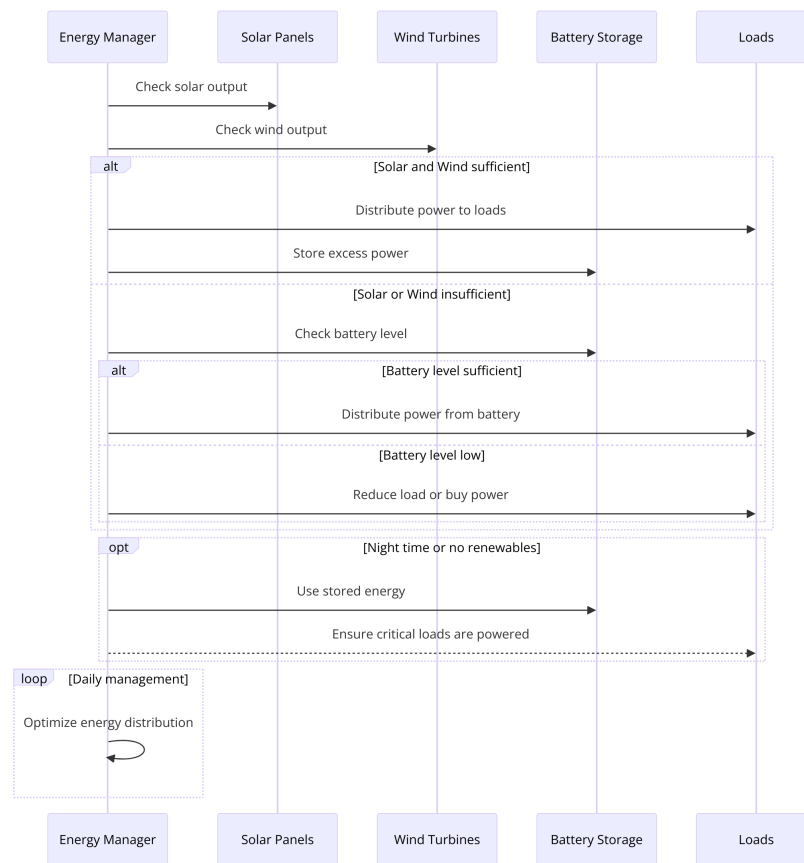 Energy Manager
Solar Panels
Wind Turbines
Battery Storage
Loads
Check solar output
Check wind output
alt
[Solar and Wind sufficient]
Distribute power to loads
Store excess power
[Solar or Wind insufficient]
Check battery level
alt
[Battery level sufficient]
Distribute power from battery
[Battery level low]
Reduce load or buy power
opt
[Night time or no renewables]
Use stored energy
Ensure critical loads are powered
loop
[Daily management]
Optimize energy distribution
Energy Manager
Solar Panels
Wind Turbines
Battery Storage
Loads